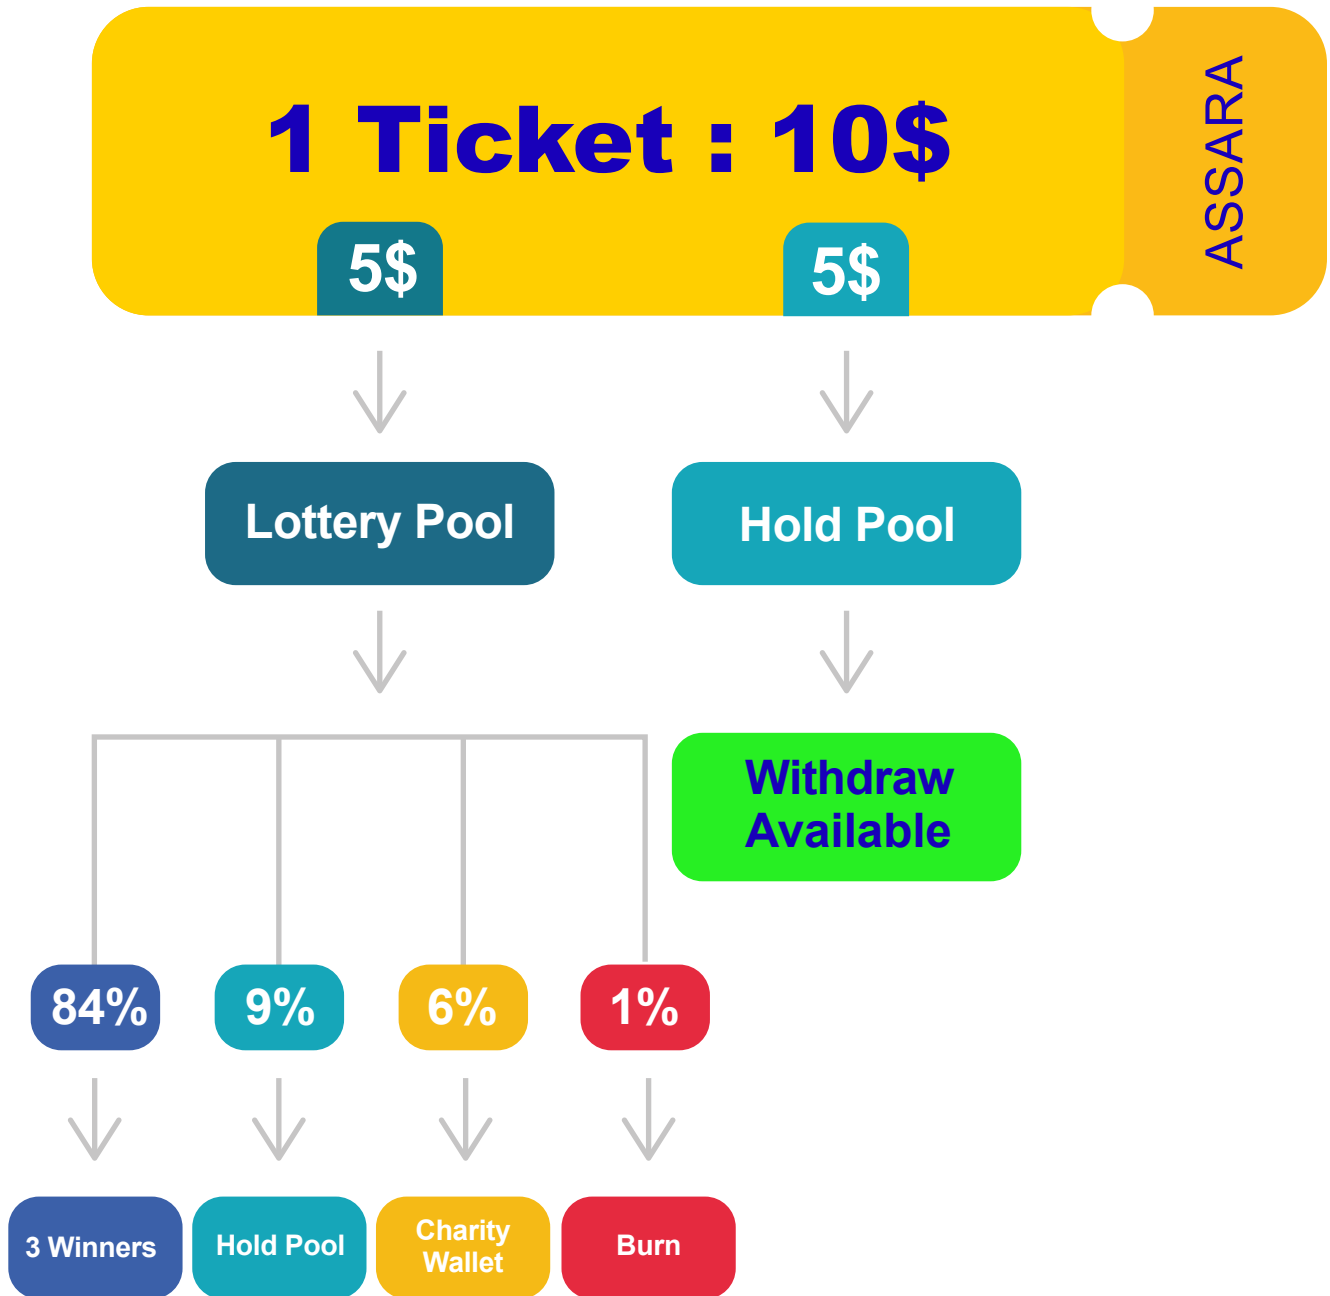 1 Ticket : 10$
ASSARA
5$
5$
Lottery Pool
Hold Pool
Withdraw
Available
84%
9%
6%
1%
3 Winners
Hold Pool
Charity
Wallet
Burn